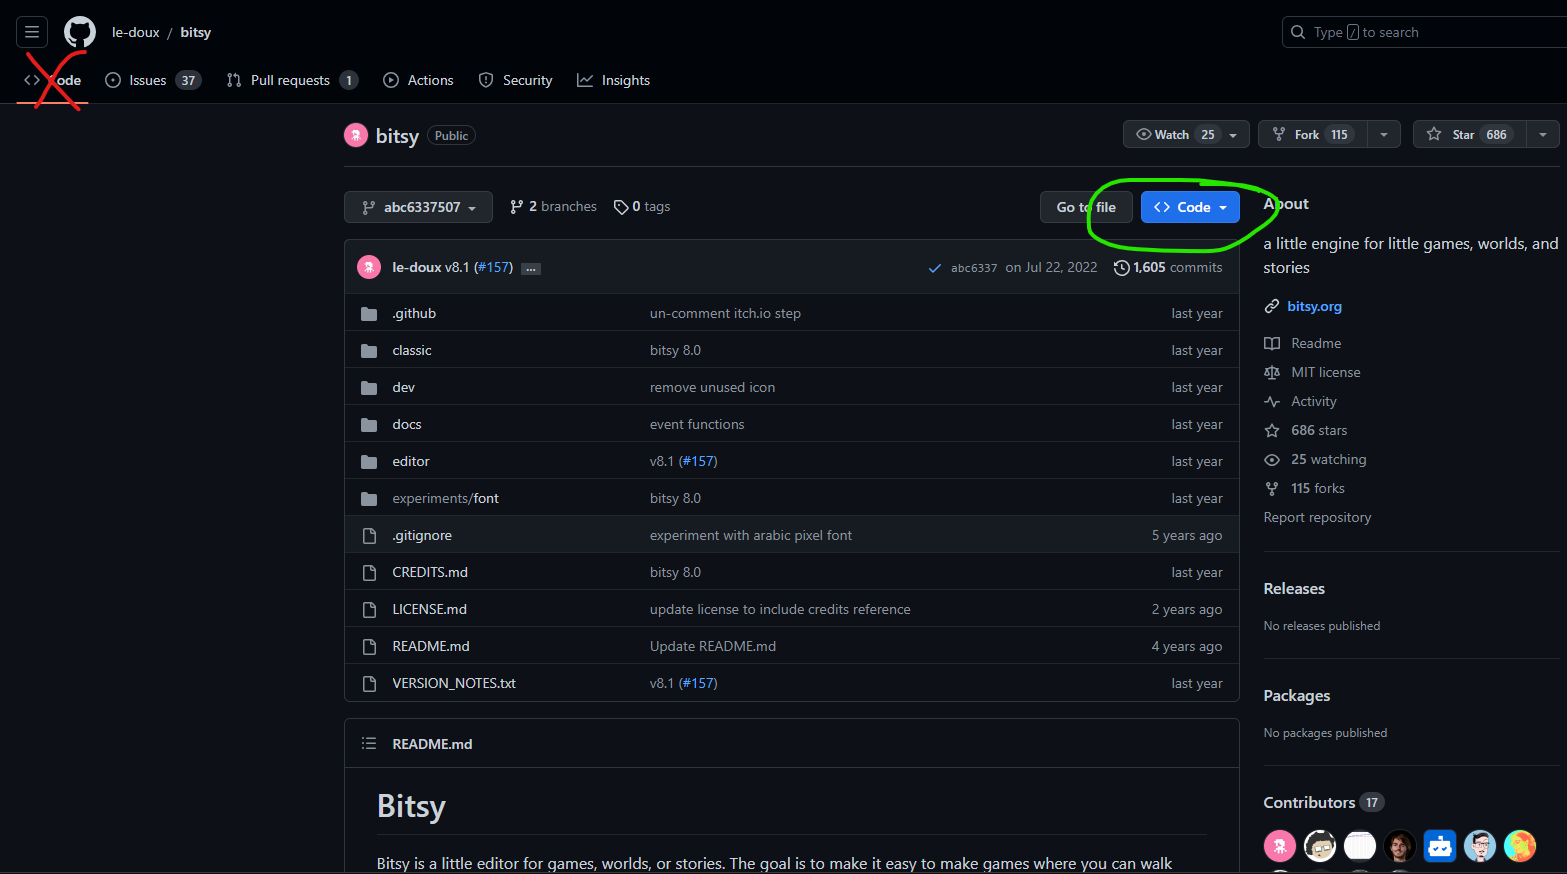 le-doux / bitsy
Type / to search
Code Issues 37 Pull requests 1 Actions Security Insights
bitsy Public
Watch 25 Fork 115 Star 686
abc6337507 2 branches 0 tags Go to file Code
le-doux v8.1 (#157) ... abc6337 on Jul 22, 2022 1,605 commits
.github un-comment itch.io step last year
classic bitsy 8.0 last year
dev remove unused icon last year
docs event functions last year
editor v8.1 (#157) last year
experiments/font bitsy 8.0 last year
.gitignore experiment with arabic pixel font 5 years ago
CREDITS.md bitsy 8.0 last year
LICENSE.md update license to include credits reference 2 years ago
README.md Update README.md 4 years ago
VERSION_NOTES.txt v8.1 (#157) last year
README.md
Bitsy
Bitsy is a little editor for games, worlds, or stories. The goal is to make it easy to make games where you can walk
About
a little engine for little games, worlds, and
stories
bitsy.org
Readme
MIT license
Activity
686 stars
25 watching
115 forks
Report repository
Releases
No releases published
Packages
No packages published
Contributors 17